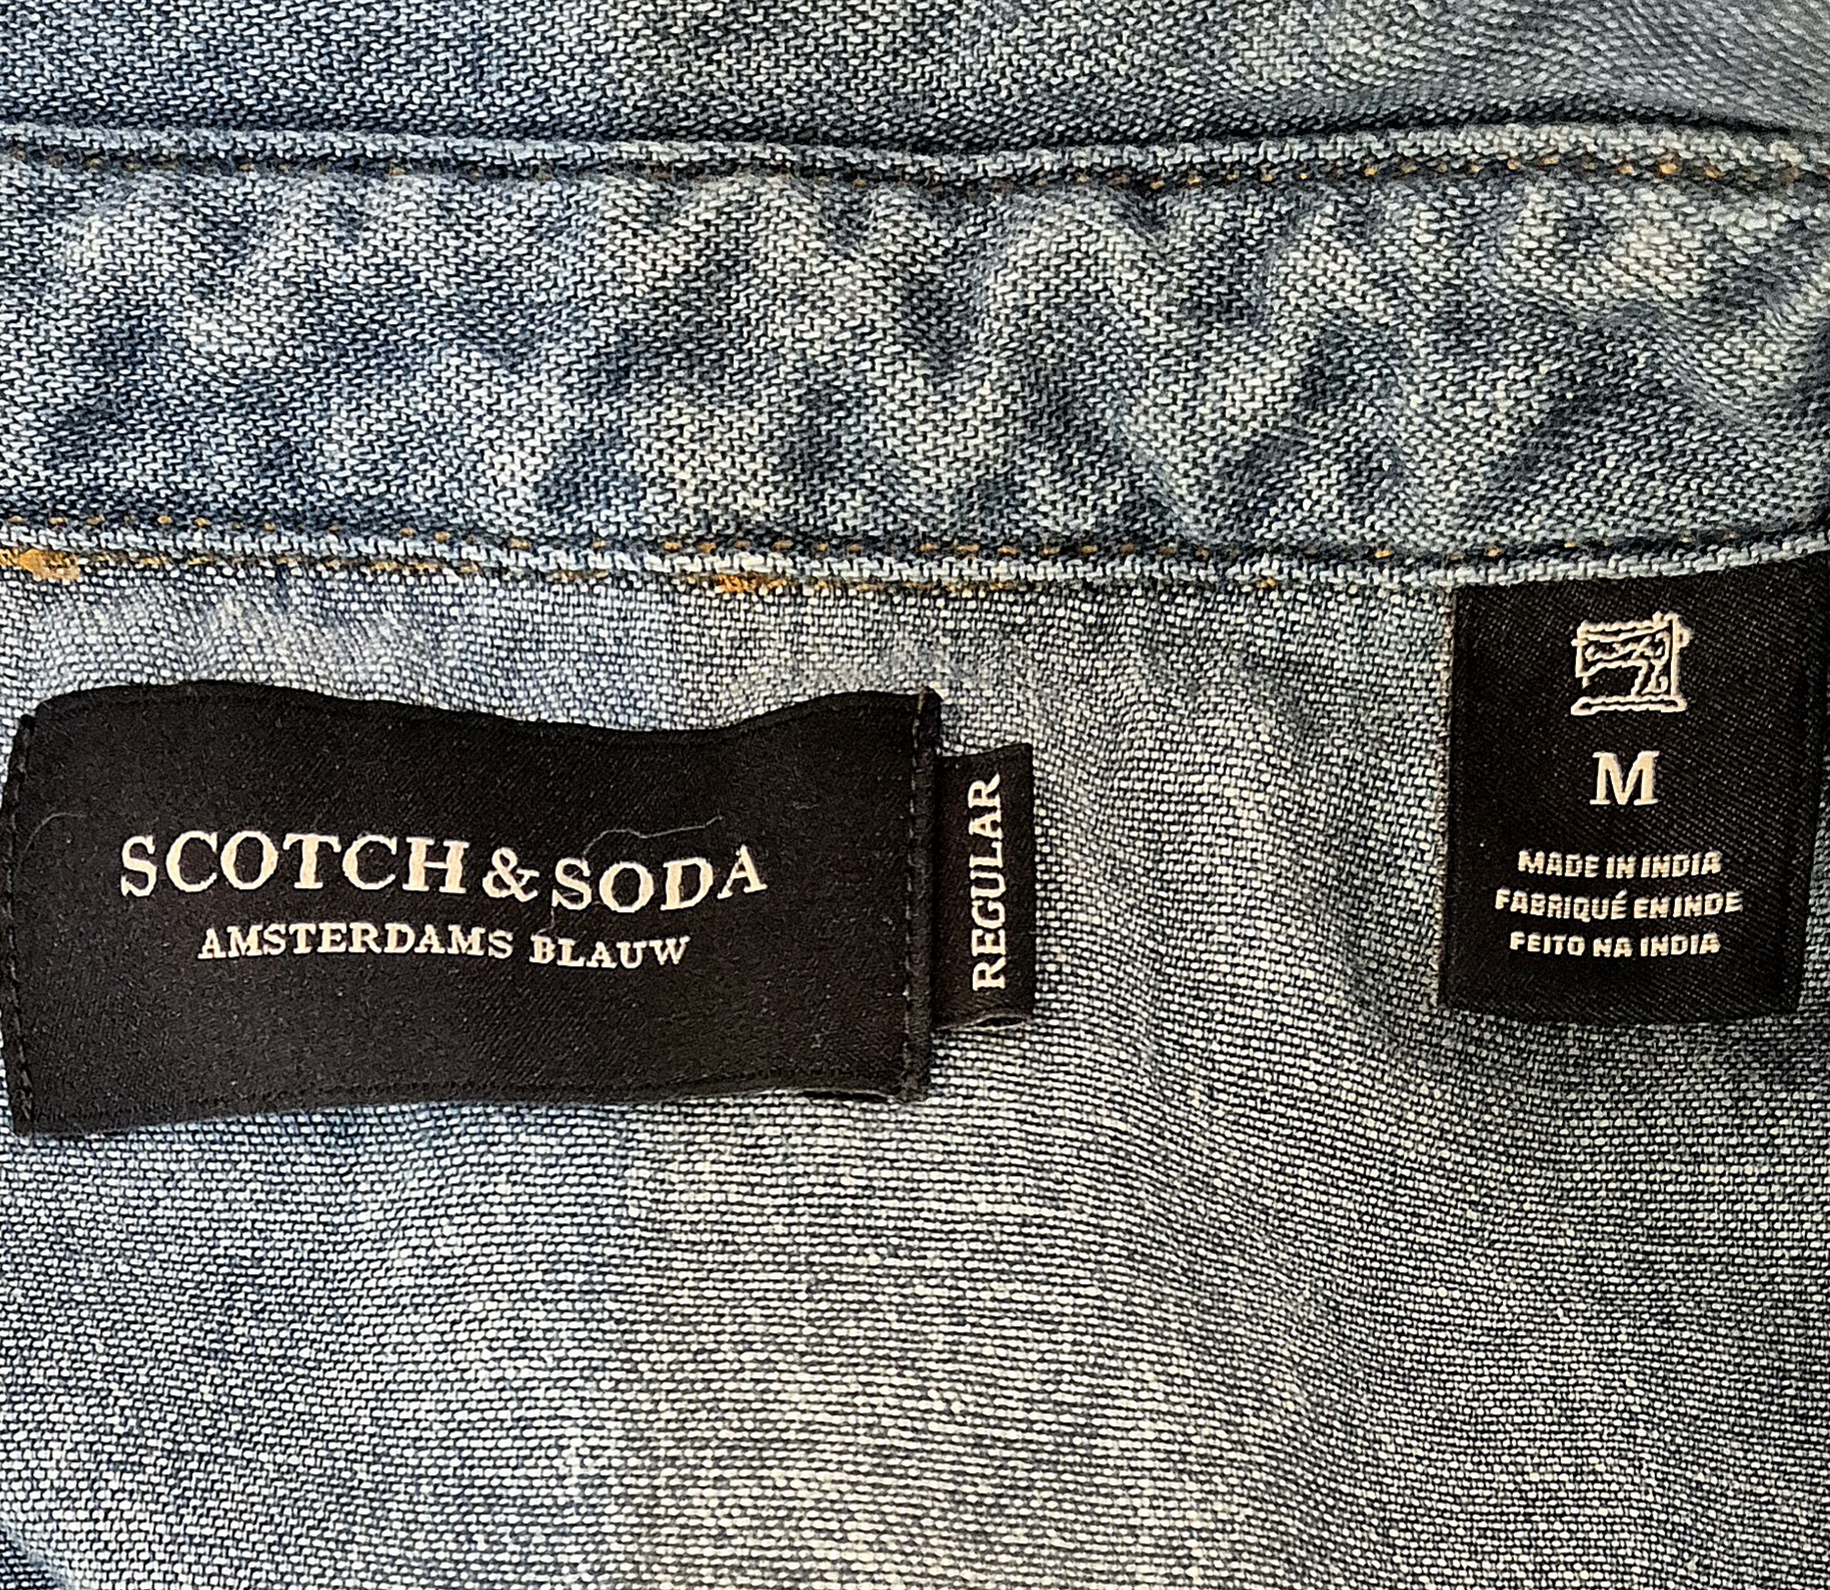 SCOTCH & SODA
AMSTERDAMS BLAUW
REGULAR
M
MADE IN INDIA
FABRIQUÉ EN INDE
FEITO NA INDIA